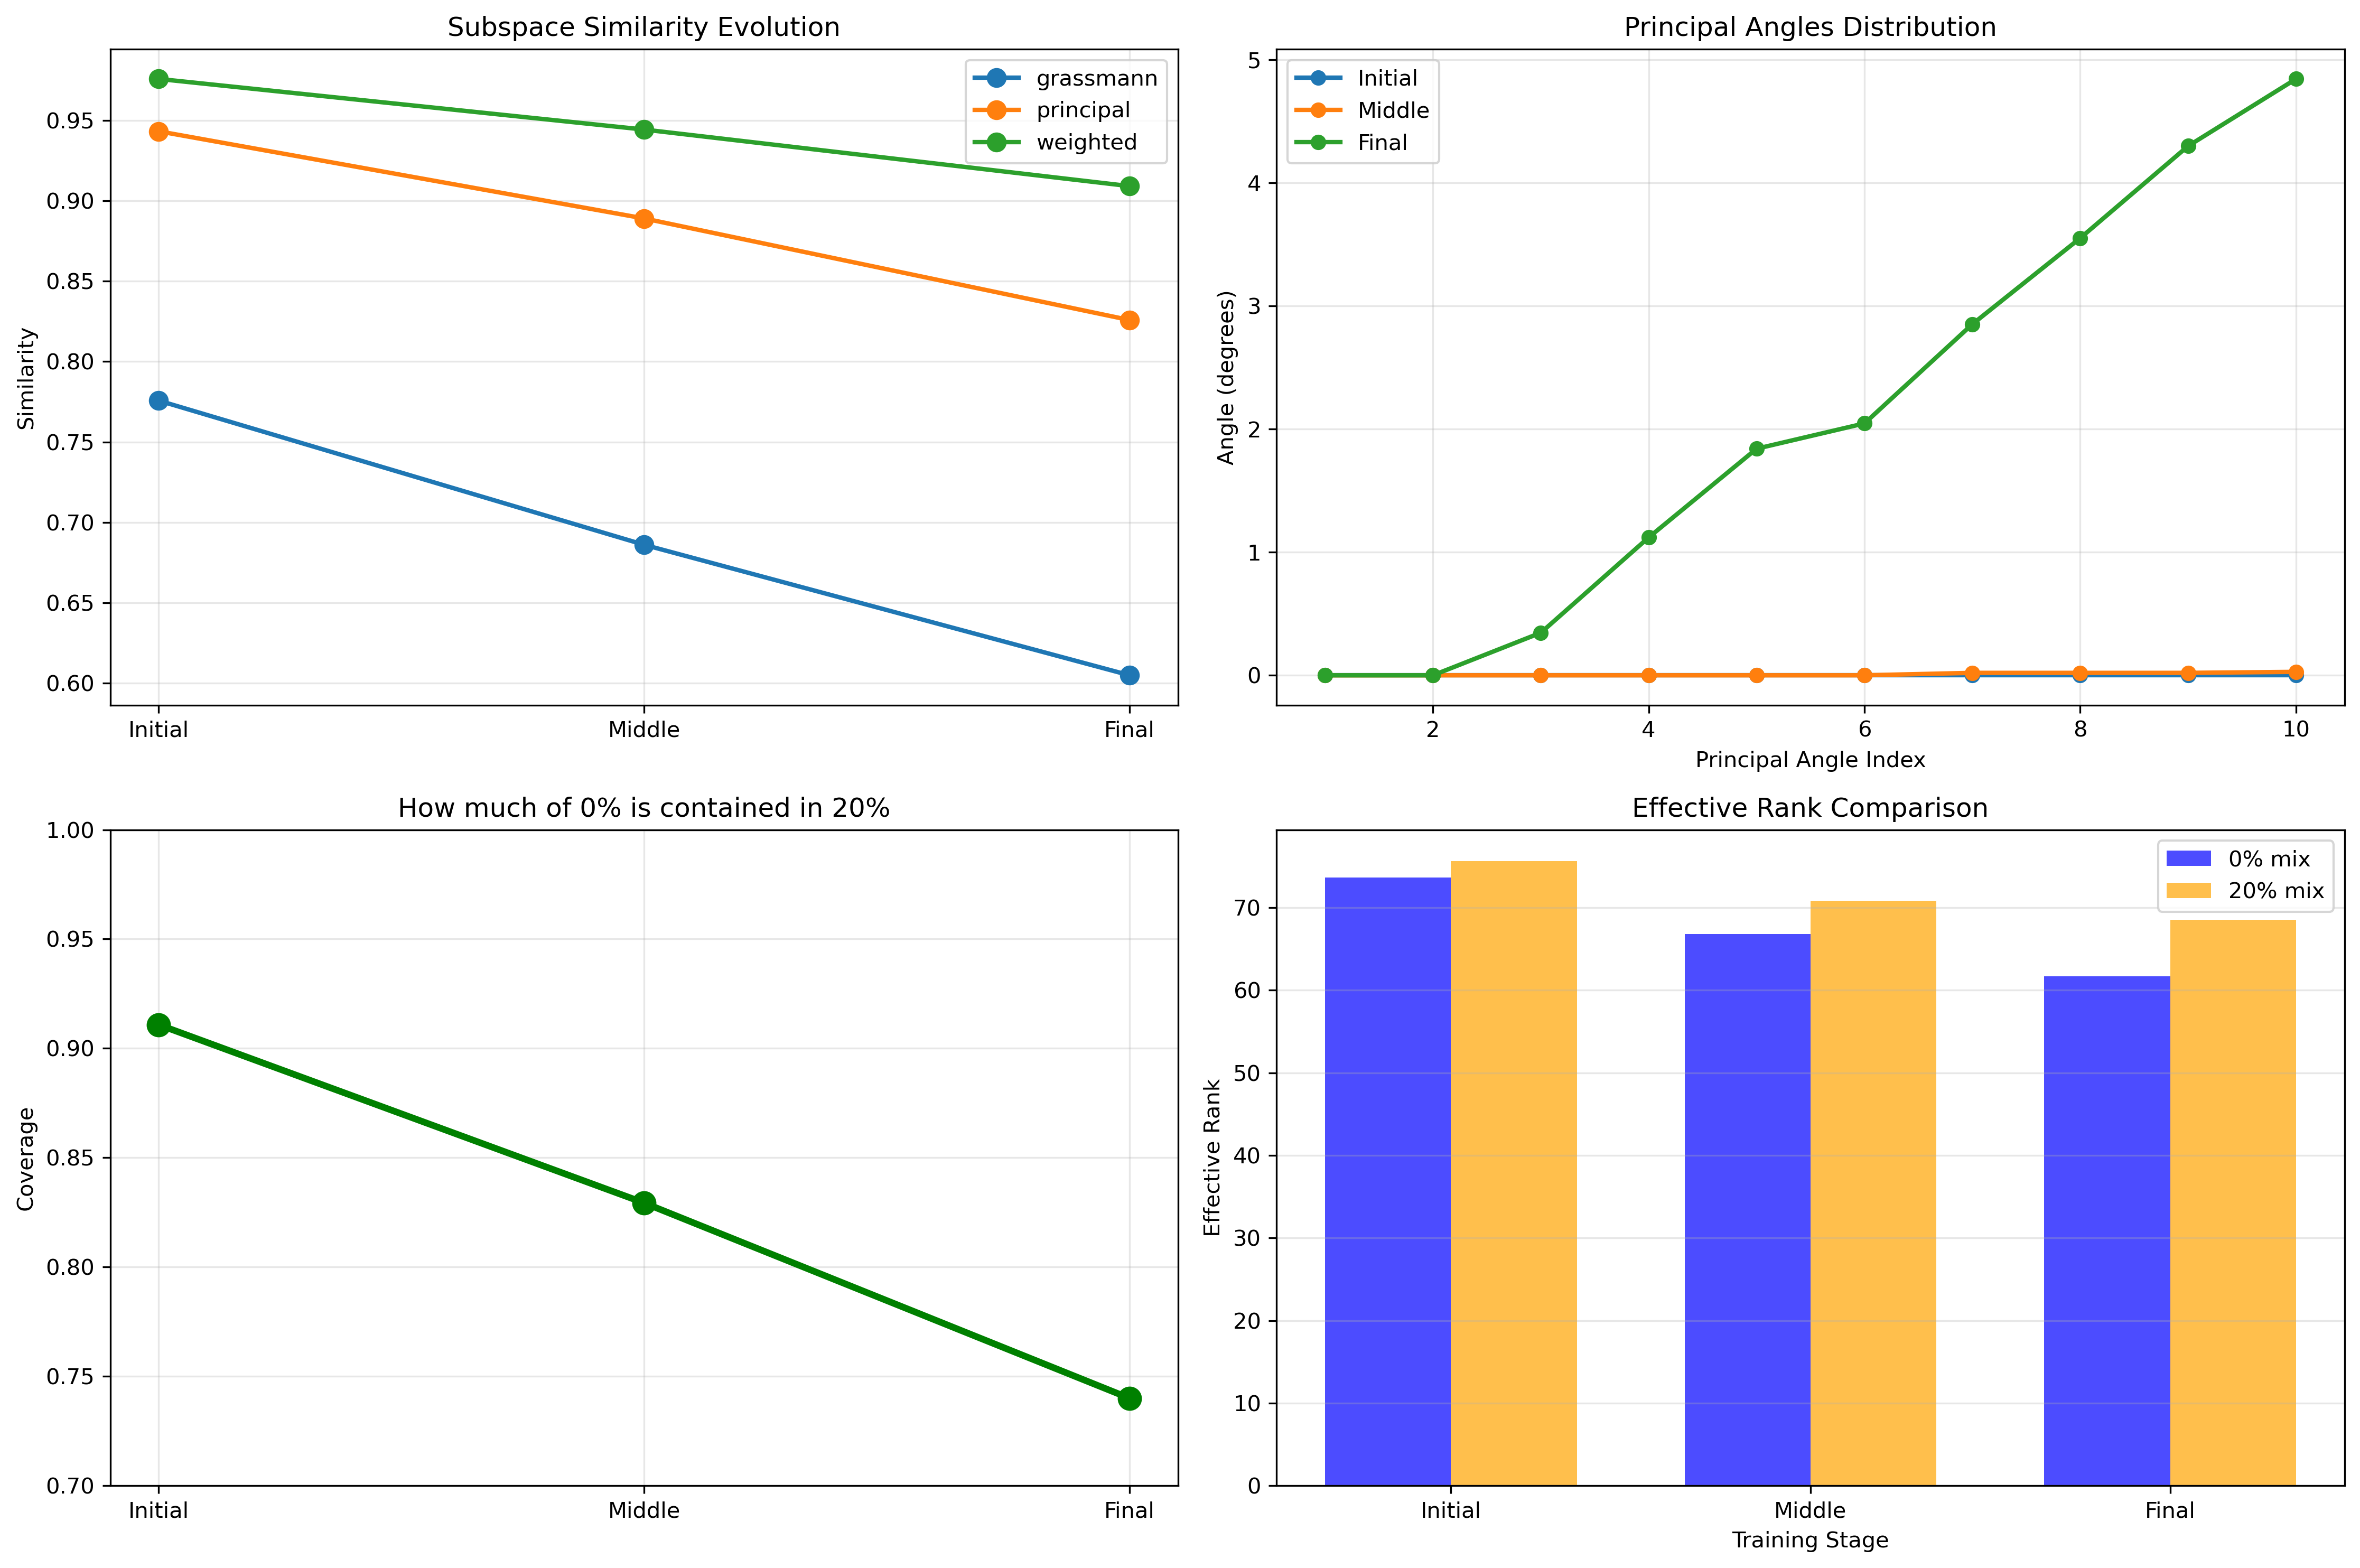 Subspace Similarity Evolution
Similarity
0.95
0.90
0.85
0.80
0.75
0.70
0.65
0.60
Initial
Middle
Final
grassmann
principal
weighted
Principal Angles Distribution
Angle (degrees)
5
4
3
2
1
0
2
4
6
8
10
Principal Angle Index
Initial
Middle
Final
How much of 0% is contained in 20%
Coverage
1.00
0.95
0.90
0.85
0.80
0.75
0.70
Initial
Middle
Final
Effective Rank Comparison
Effective Rank
70
60
50
40
30
20
10
0
Initial
Middle
Final
Training Stage
0% mix
20% mix